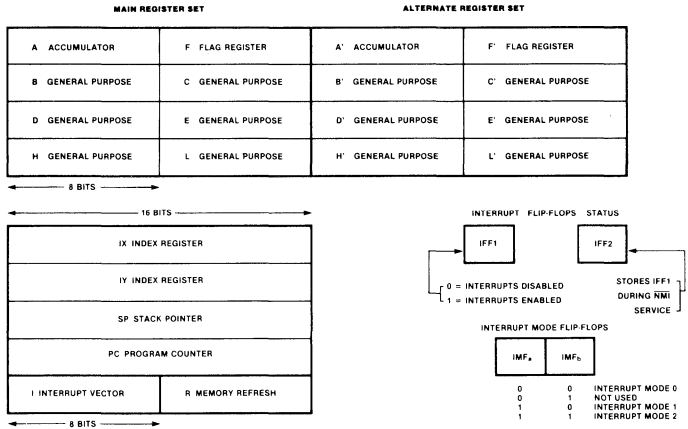 MAIN REGISTER SET
ALTERNATE REGISTER SET
A ACCUMULATOR F FLAG REGISTER A' ACCUMULATOR F' FLAG REGISTER
B GENERAL PURPOSE C GENERAL PURPOSE B' GENERAL PURPOSE C' GENERAL PURPOSE
D GENERAL PURPOSE E GENERAL PURPOSE D' GENERAL PURPOSE E' GENERAL PURPOSE
H GENERAL PURPOSE L GENERAL PURPOSE H' GENERAL PURPOSE L' GENERAL PURPOSE
8 BITS
16 BITS
IX INDEX REGISTER
IY INDEX REGISTER
SP STACK POINTER
PC PROGRAM COUNTER
I INTERRUPT VECTOR R MEMORY REFRESH
8 BITS
INTERRUPT FLIP-FLOPS STATUS
IFF1 IFF2
0 = INTERRUPTS DISABLED
1 = INTERRUPTS ENABLED
STORES IFF1
DURING NMI
SERVICE
INTERRUPT MODE FLIP-FLOPS
IMFa IMFb
0 0 INTERRUPT MODE 0
0 1 NOT USED
1 0 INTERRUPT MODE 1
1 1 INTERRUPT MODE 2